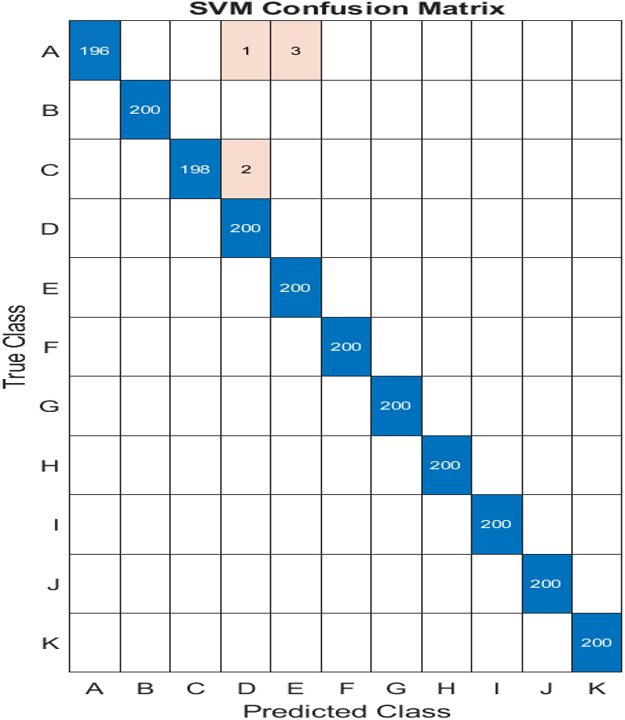 SVM Confusion Matrix
A 196 1 3
B 200
C 198 2
D 200
E 200
F 200
G 200
H 200
I 200
J 200
K 200
True Class
A B C D E F G H I J K
Predicted Class